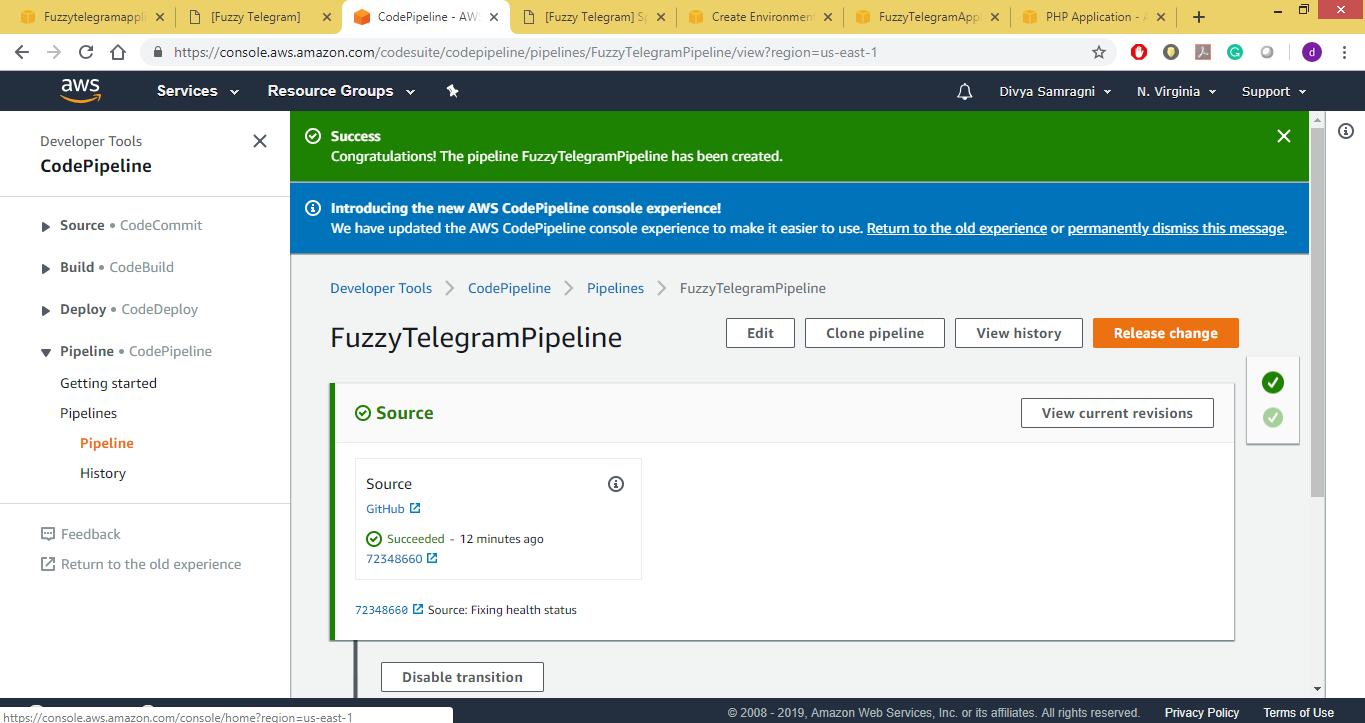 Fuzzytelegramappli
[Fuzzy Telegram]
CodePipeline - AWS
[Fuzzy Telegram] Sp
Create Environment
FuzzyTelegramAppl
PHP Application - A
https://console.aws.amazon.com/codesuite/codepipeline/pipelines/FuzzyTelegramPipeline/view?region=us-east-1
d
aws
Services
Resource Groups
Divya Samragni
N. Virginia
Support
Developer Tools
CodePipeline
Source • CodeCommit
Build • CodeBuild
Deploy • CodeDeploy
Pipeline • CodePipeline
Getting started
Pipelines
Pipeline
History
Feedback
Return to the old experience
Success
Congratulations! The pipeline FuzzyTelegramPipeline has been created.
Introducing the new AWS CodePipeline console experience!
We have updated the AWS CodePipeline console experience to make it easier to use. Return to the old experience or permanently dismiss this message.
Developer Tools > CodePipeline > Pipelines > FuzzyTelegramPipeline
FuzzyTelegramPipeline
Edit
Clone pipeline
View history
Release change
Source
View current revisions
Source
GitHub
Succeeded - 12 minutes ago
72348660
72348660 Source: Fixing health status
Disable transition
https://console.aws.amazon.com/console/home?region=us-east-1
© 2008 - 2019, Amazon Web Services, Inc. or its affiliates. All rights reserved.
Privacy Policy
Terms of Use